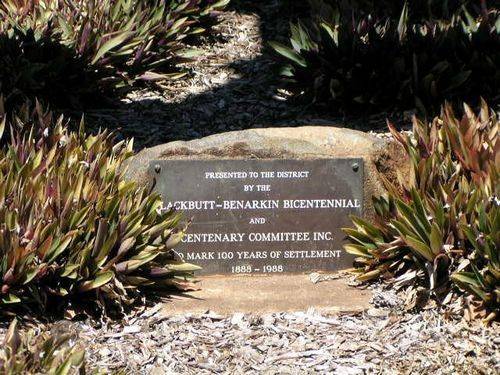 PRESENTED TO THE DISTRICT
BY THE
LACKBUTT-BENARKIN BICENTENNIAL
AND
CENTENARY COMMITTEE INC.
MARK 100 YEARS OF SETTLEMENT
1888 - 1988